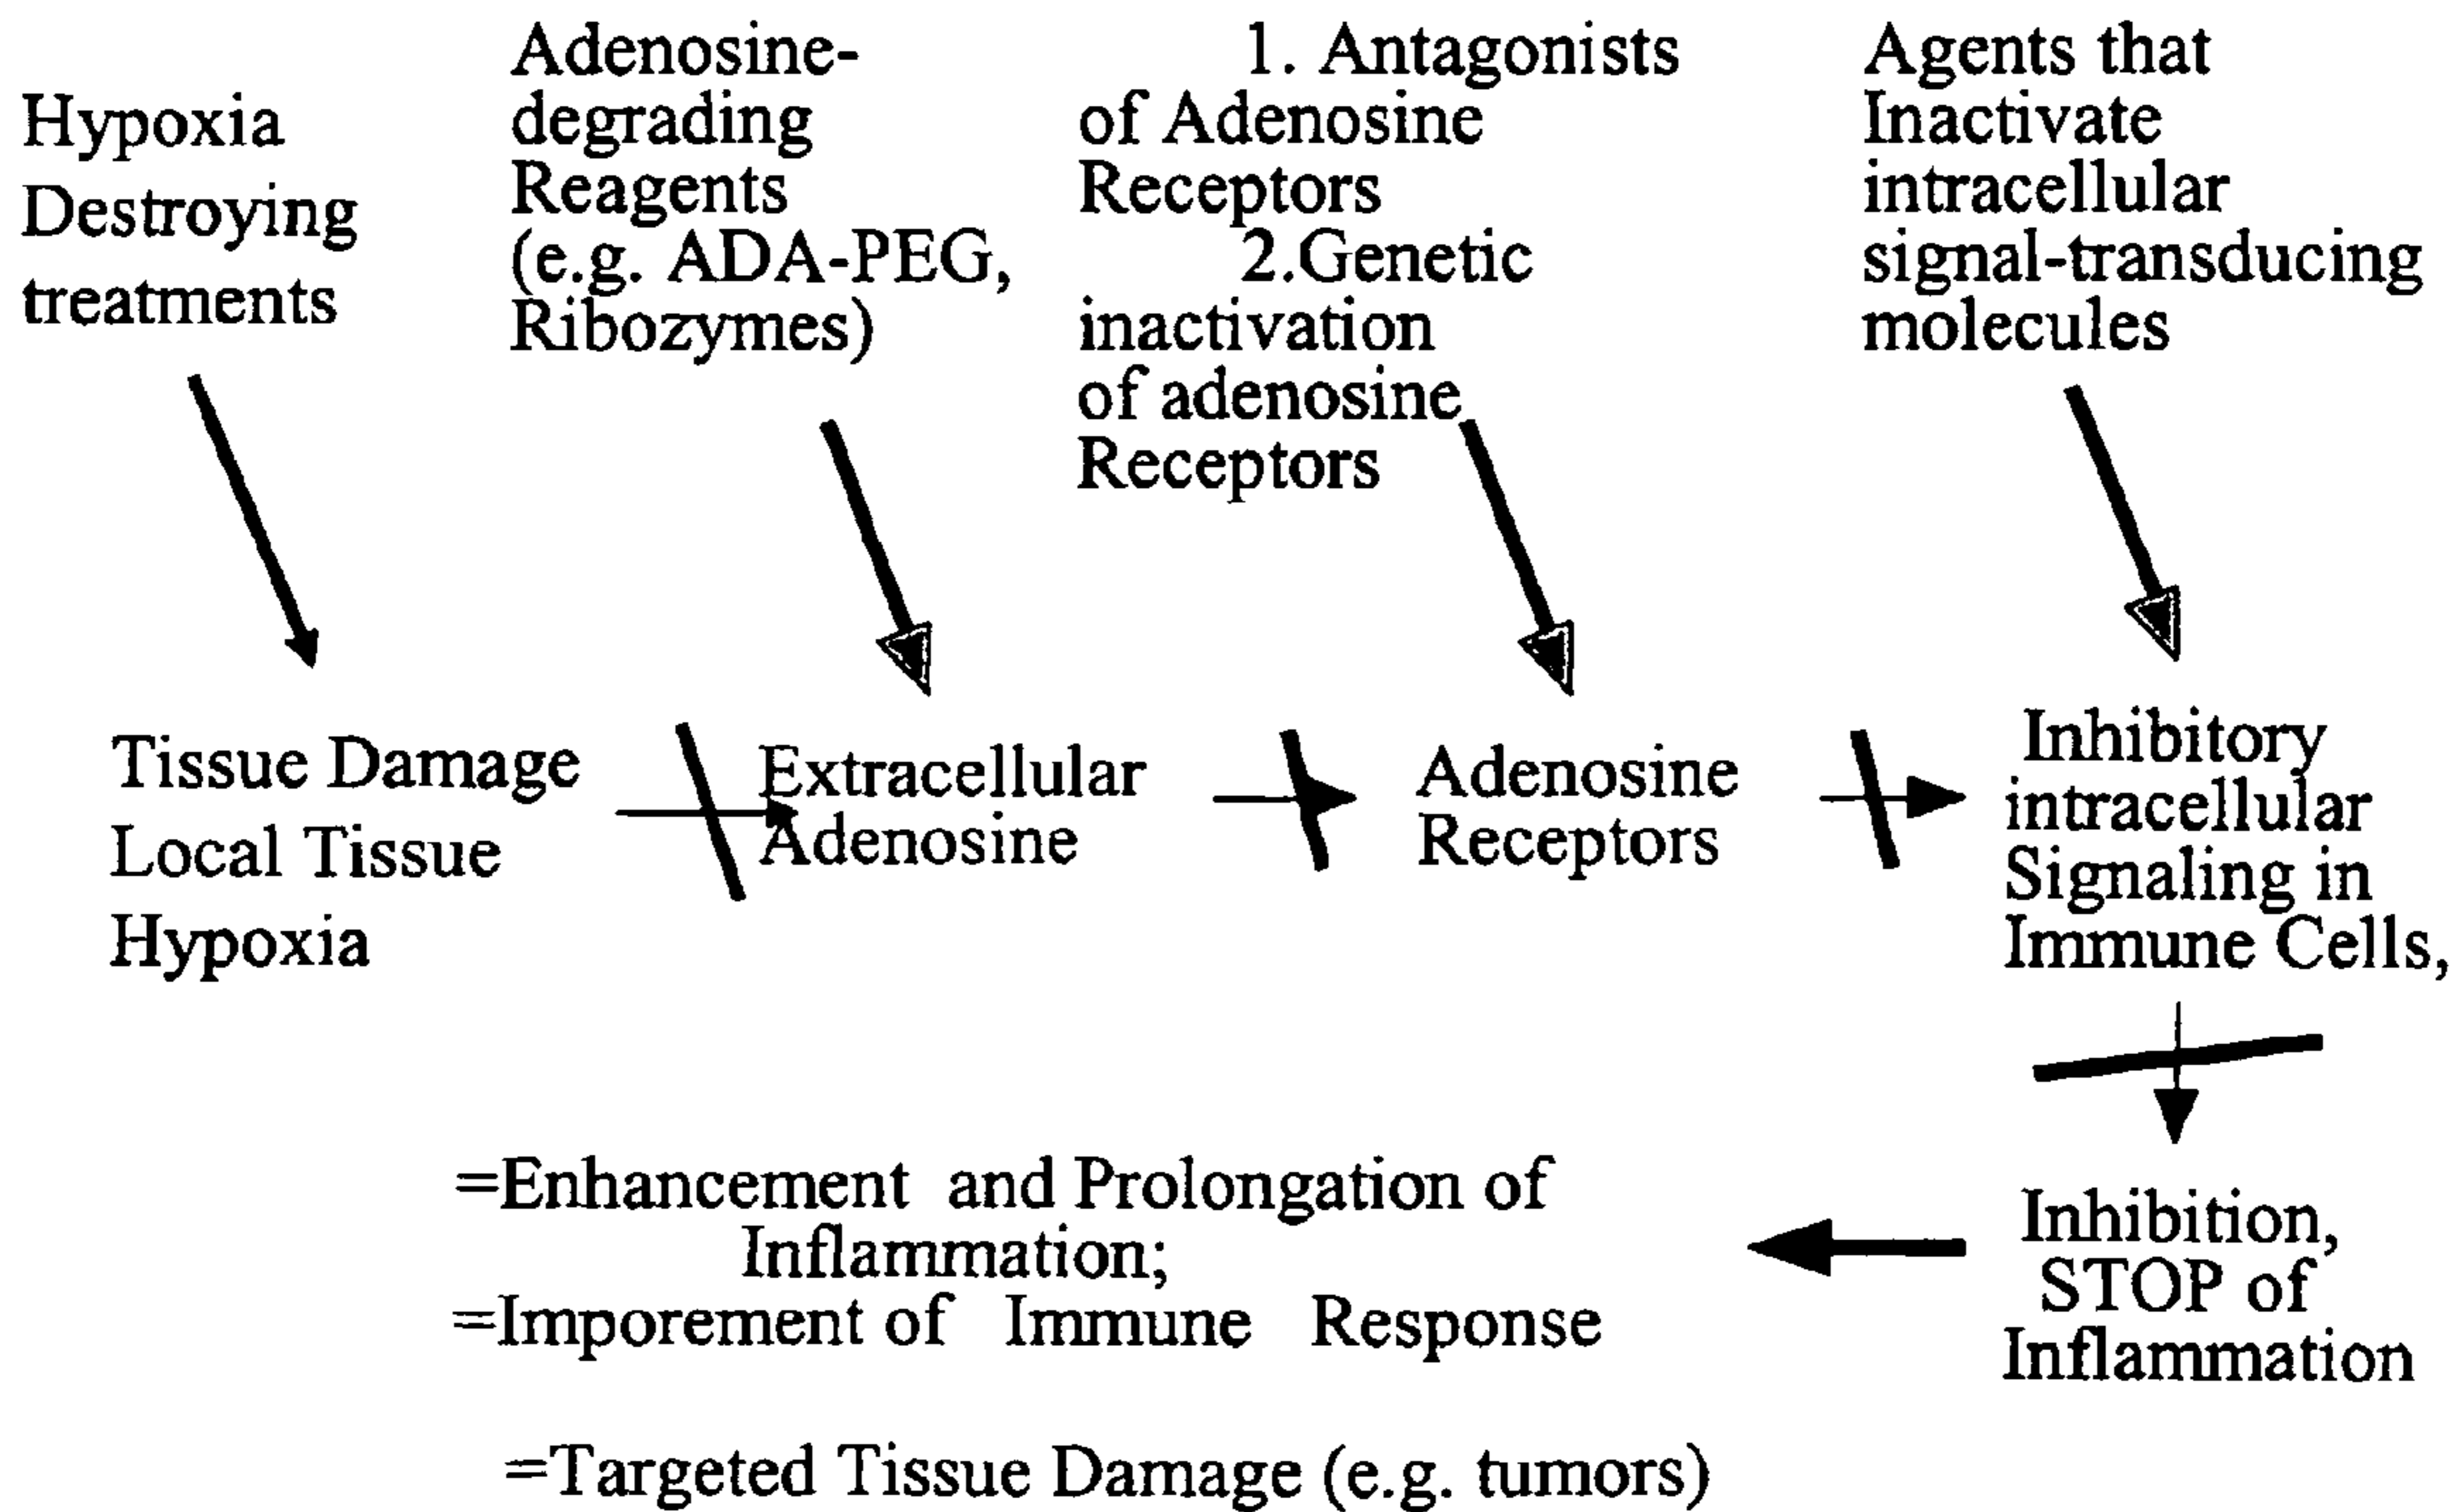 Hypoxia
Destroying
treatments
Adenosine-
degrading
Reagents
(e.g. ADA-PEG,
Ribozymes)
1. Antagonists
of Adenosine
Receptors
2.Genetic
inactivation
of adenosine
Receptors
Agents that
Inactivate
intracellular
signal-transducing
molecules
Tissue Damage
Local Tissue
Hypoxia
Extracellular
Adenosine
Adenosine
Receptors
Inhibitory
intracellular
Signaling in
Immune Cells,
Inhibition,
STOP of
Inflammation
=Enhancement and Prolongation of
Inflammation;
=Imporement of Immune Response
=Targeted Tissue Damage (e.g. tumors)